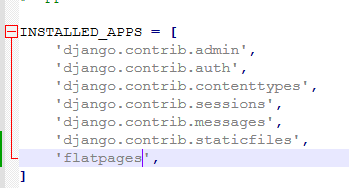 INSTALLED_APPS = [
'django.contrib.admin',
'django.contrib.auth',
'django.contrib.contenttypes',
'django.contrib.sessions',
'django.contrib.messages',
'django.contrib.staticfiles',
'flatpages',
]